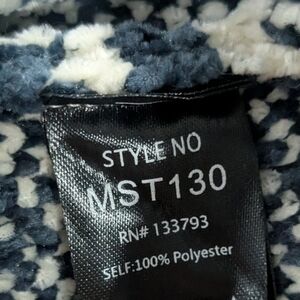 STYLE NO
MST130
RN# 133793
SELF:100% Polyester